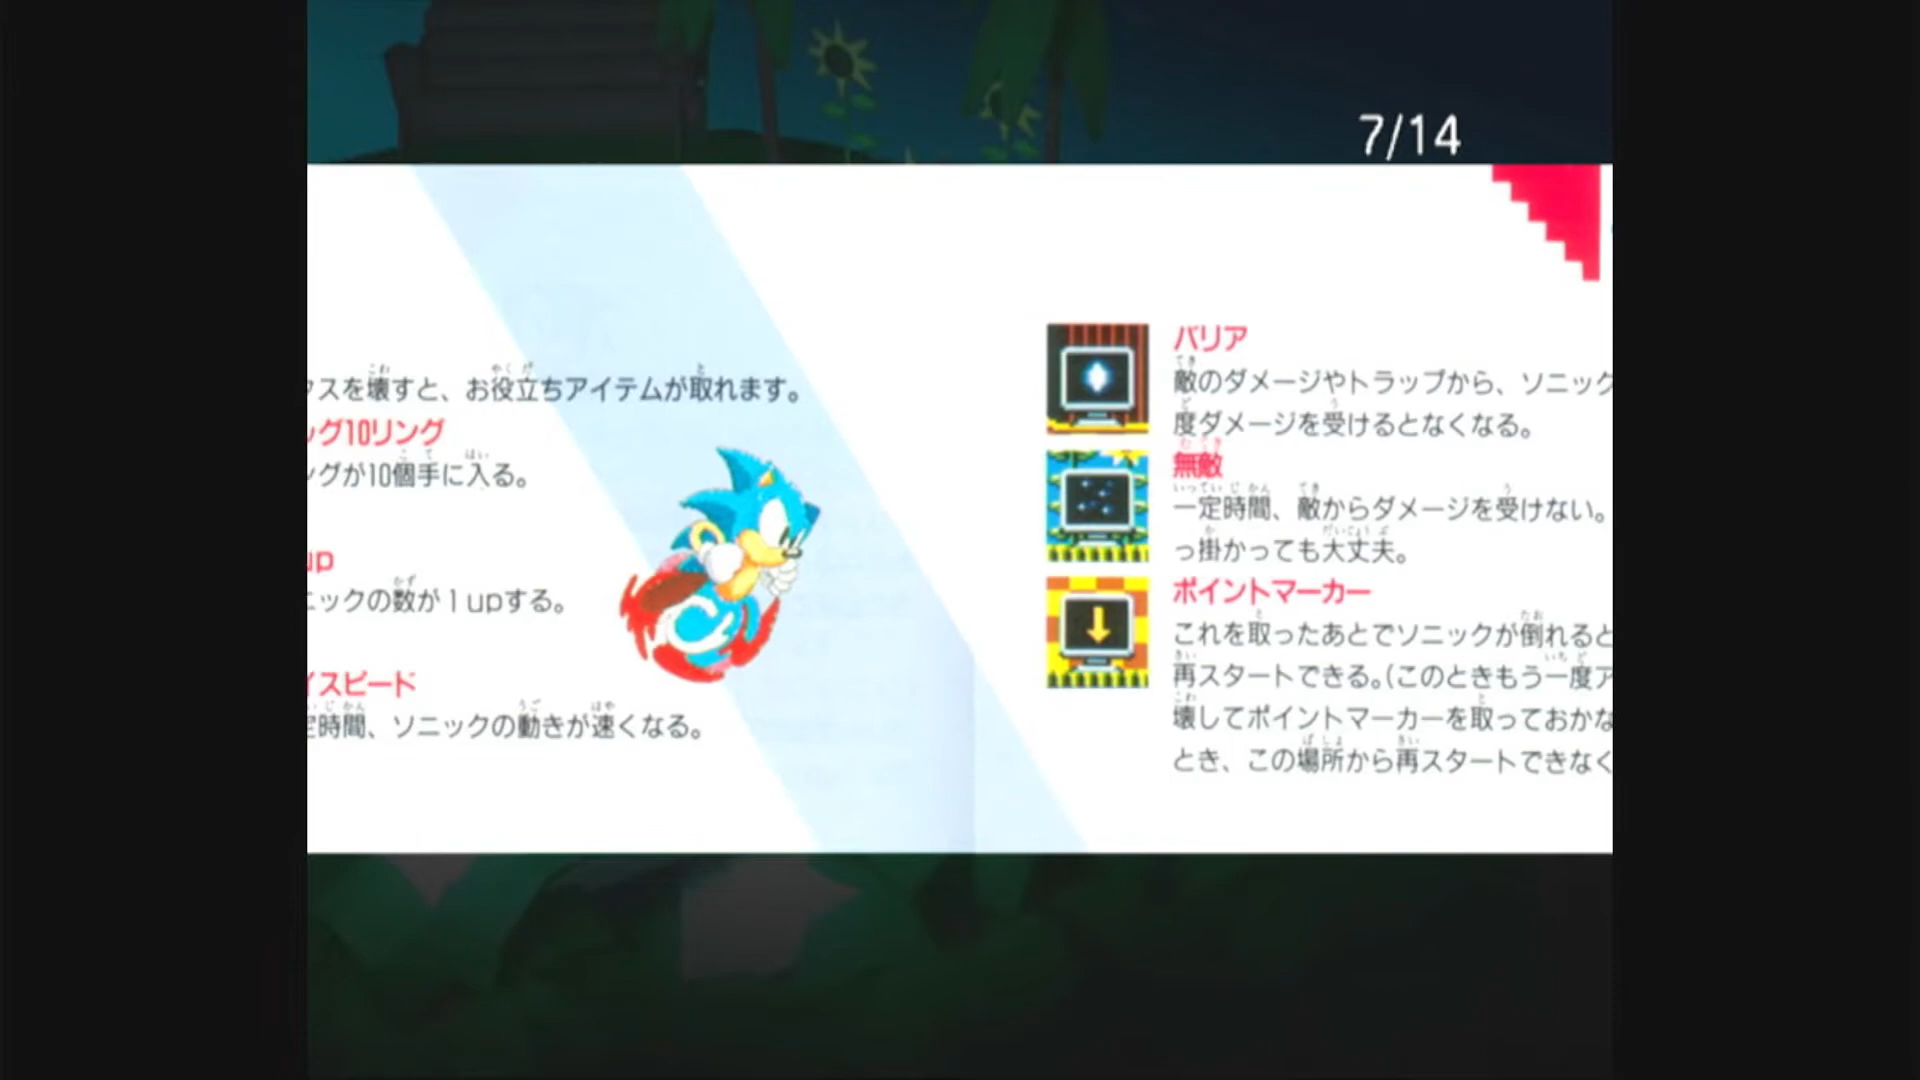 7/14
クスを壊すと、お役立ちアイテムが取れます。
ング10リング
ングが10個手に入る。
up
ニックの数が1upする。
イスピード
定時間、ソニックの動きが速くなる。
バリア
敵のダメージやトラップから、ソニック
度ダメージを受けるとなくなる。
無敵
一定時間、敵からダメージを受けない。
っ掛かっても大丈夫。
ポイントマーカー
これを取ったあとでソニックが倒れると
再スタートできる。(このときもう一度ア
壊してポイントマーカーを取っておかな
とき、この場所から再スタートできなく